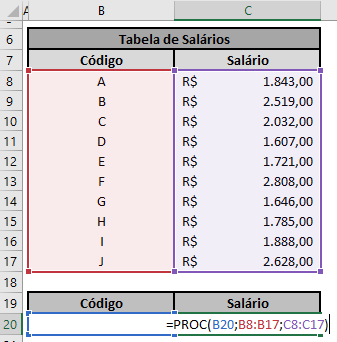 A B C
6 Tabela de Salários
7 Código Salário
8 A R$ 1.843,00
9 B R$ 2.519,00
10 C R$ 2.032,00
11 D R$ 1.607,00
12 E R$ 1.721,00
13 F R$ 2.808,00
14 G R$ 1.646,00
15 H R$ 1.785,00
16 I R$ 1.888,00
17 J R$ 2.628,00
18
19 Código Salário
20 =PROC(B20;B8:B17;C8:C17)